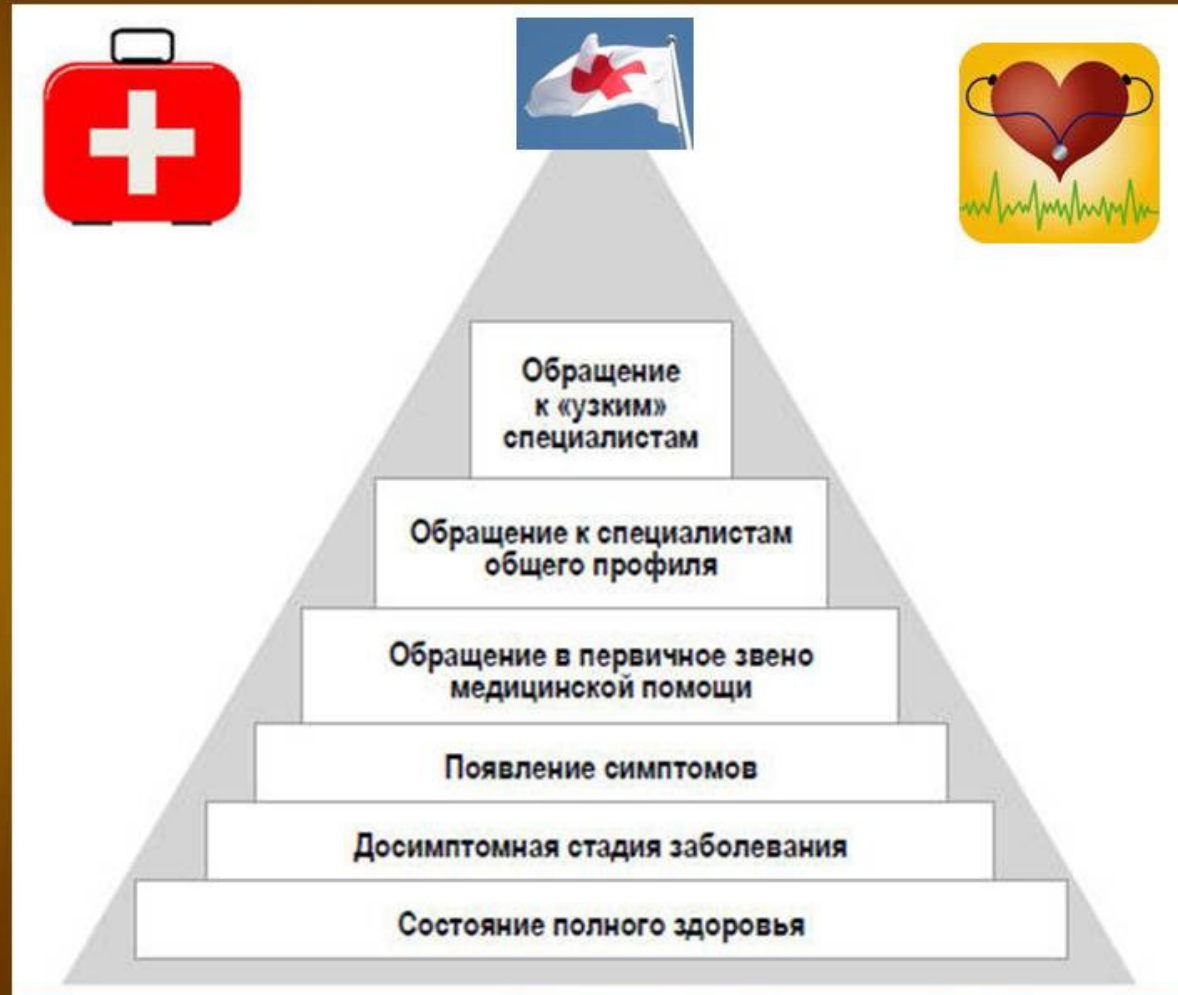 Обращение
к «узким»
специалистам
Обращение к специалистам
общего профиля
Обращение в первичное звено
медицинской помощи
Появление симптомов
Досимптомная стадия заболевания
Состояние полного здоровья